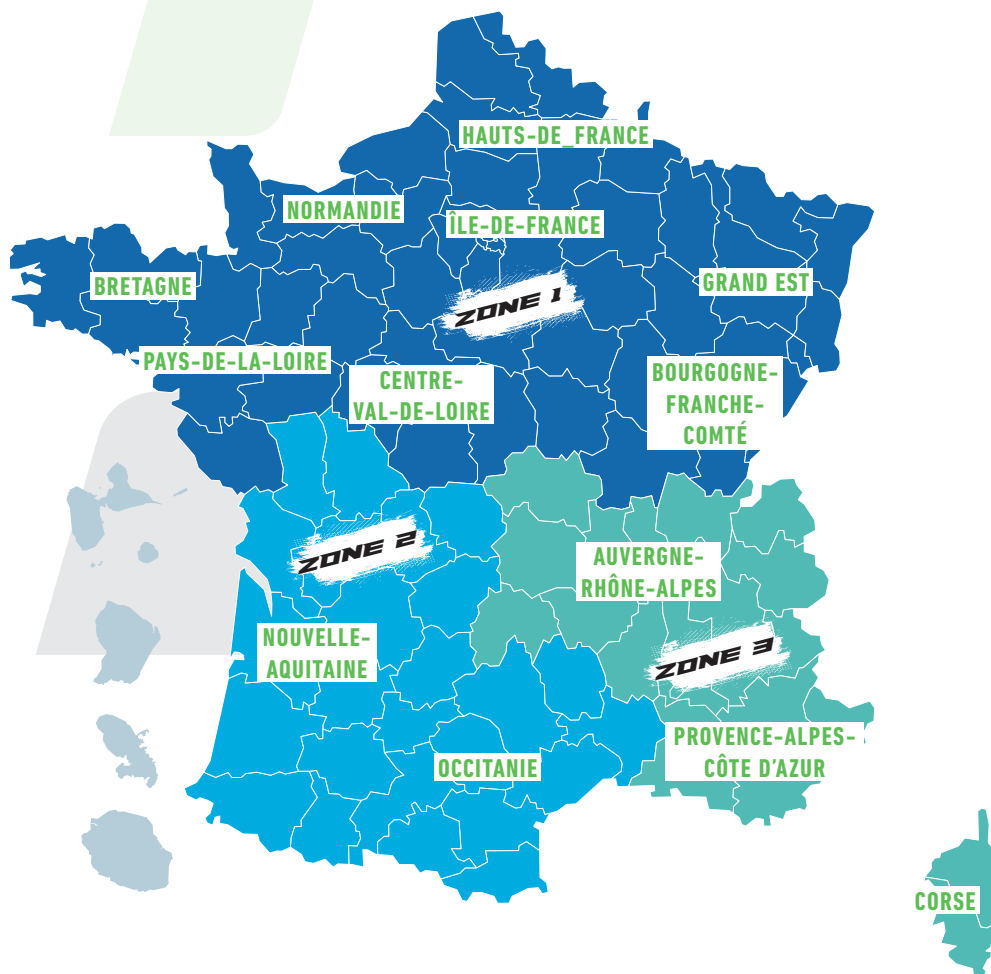 HAUTS-DE_FRANCE
NORMANDIE
ÎLE-DE-FRANCE
BRETAGNE
GRAND EST
ZONE 1
PAYS-DE-LA-LOIRE
CENTRE-
VAL-DE-LOIRE
BOURGOGNE-
FRANCHE-
COMTÉ
ZONE 2
AUVERGNE-
RHÔNE-ALPES
NOUVELLE-
AQUITAINE
ZONE 3
PROVENCE-ALPES-
CÔTE D'AZUR
OCCITANIE
CORSE